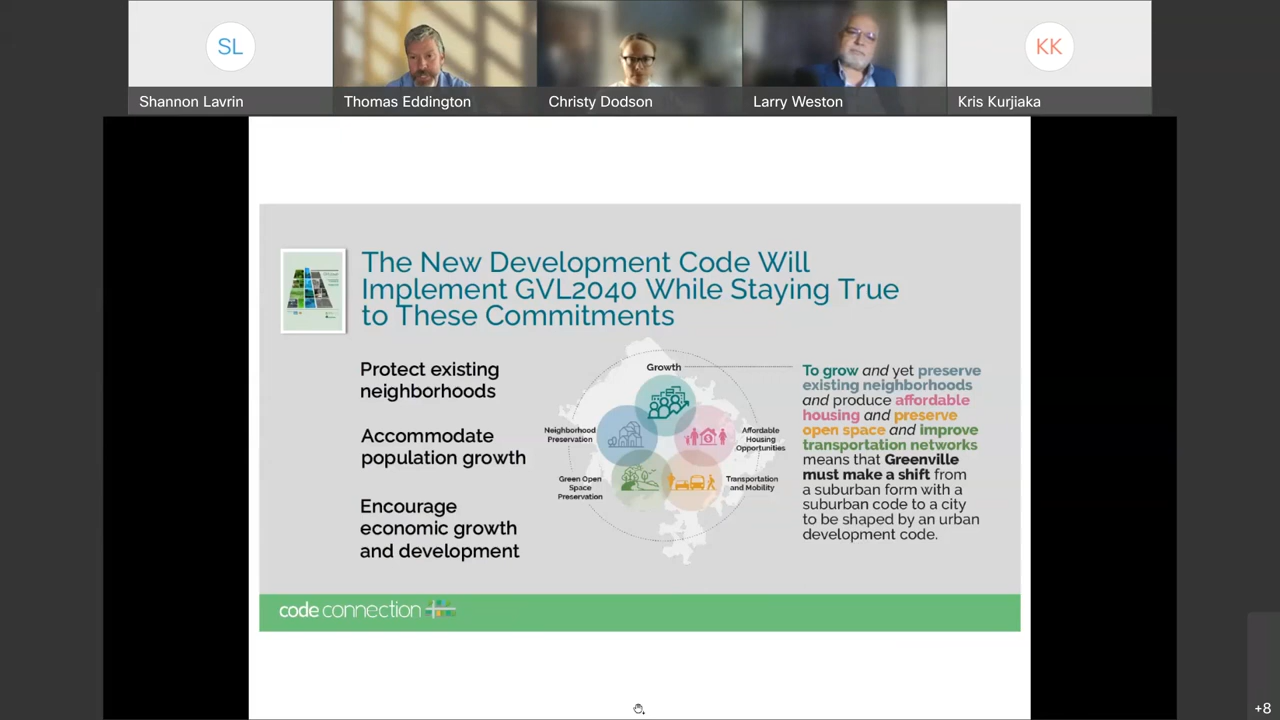 SL
KK
Shannon Lavrin
Thomas Eddington
Christy Dodson
Larry Weston
Kris Kurjiaka
The New Development Code Will
Implement GVL2040 While Staying True
to These Commitments
Protect existing
neighborhoods
Accommodate
population growth
Encourage
economic growth
and development
Growth
Neighborhood
Preservation
Affordable
Housing
Opportunities
Green Open
Space
Preservation
Transportation
and Mobility
To grow and yet preserve
existing neighborhoods
and produce affordable
housing and preserve
open space and improve
transportation networks
means that Greenville
must make a shift from
a suburban form with a
suburban code to a city
to be shaped by an urban
development code.
code connection
+8